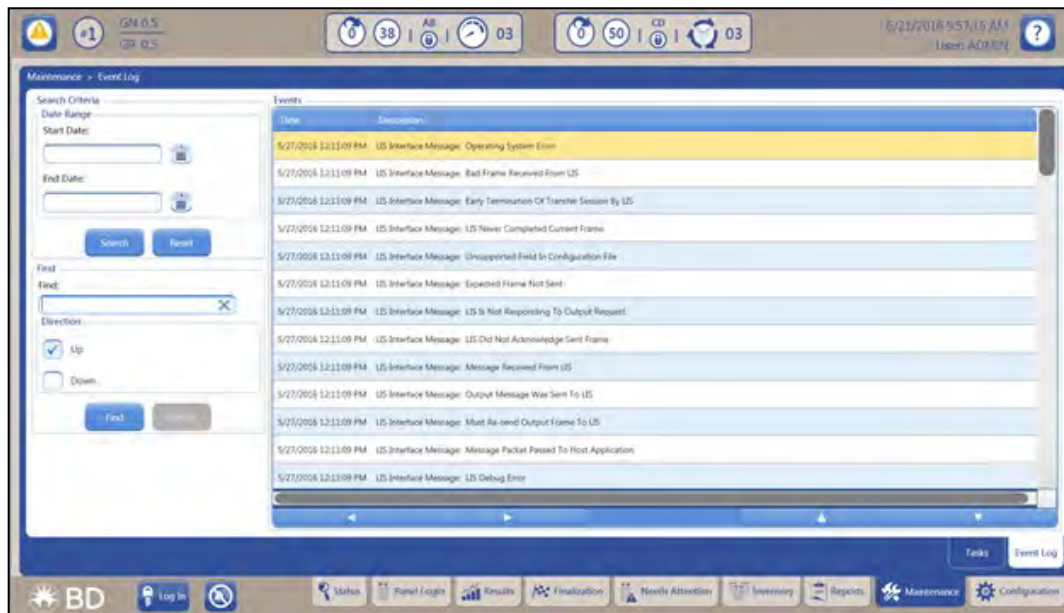 #1
GN 0.5
GP 0.5
0 38 AB 03
0 50 CD 03
6/21/2016 9:57:15 AM
User: ADMIN
?
Maintenance > Event Log
Search Criteria
Date Range
Start Date:
End Date:
Search Reset
Find
Find:
Direction
Up
Down
Find
Events
Date Description
5/27/2016 12:11:09 PM LIS Interface Message: Operating System Error
5/27/2016 12:11:09 PM LIS Interface Message: Bad Frame Received From LIS
5/27/2016 12:11:09 PM LIS Interface Message: Early Termination Of Transfer Session By LIS
5/27/2016 12:11:09 PM LIS Interface Message: LIS Never Completed Current Frame
5/27/2016 12:11:09 PM LIS Interface Message: Unsupported Field In Configuration File
5/27/2016 12:11:09 PM LIS Interface Message: Expected Frame Not Sent
5/27/2016 12:11:09 PM LIS Interface Message: LIS Is Not Responding To Output Request
5/27/2016 12:11:09 PM LIS Interface Message: LIS Did Not Acknowledge Sent Frame
5/27/2016 12:11:09 PM LIS Interface Message: Message Received From LIS
5/27/2016 12:11:09 PM LIS Interface Message: Output Message Was Sent To LIS
5/27/2016 12:11:09 PM LIS Interface Message: Must Re-send Output Frame To LIS
5/27/2016 12:11:09 PM LIS Interface Message: Message Packet Passed To Host Application
5/27/2016 12:11:09 PM LIS Interface Message: LIS Debug Error
Tasks Event Log
BD Log In Status Panel Login Results Finalization Needs Attention Inventory Reports Maintenance Configuration